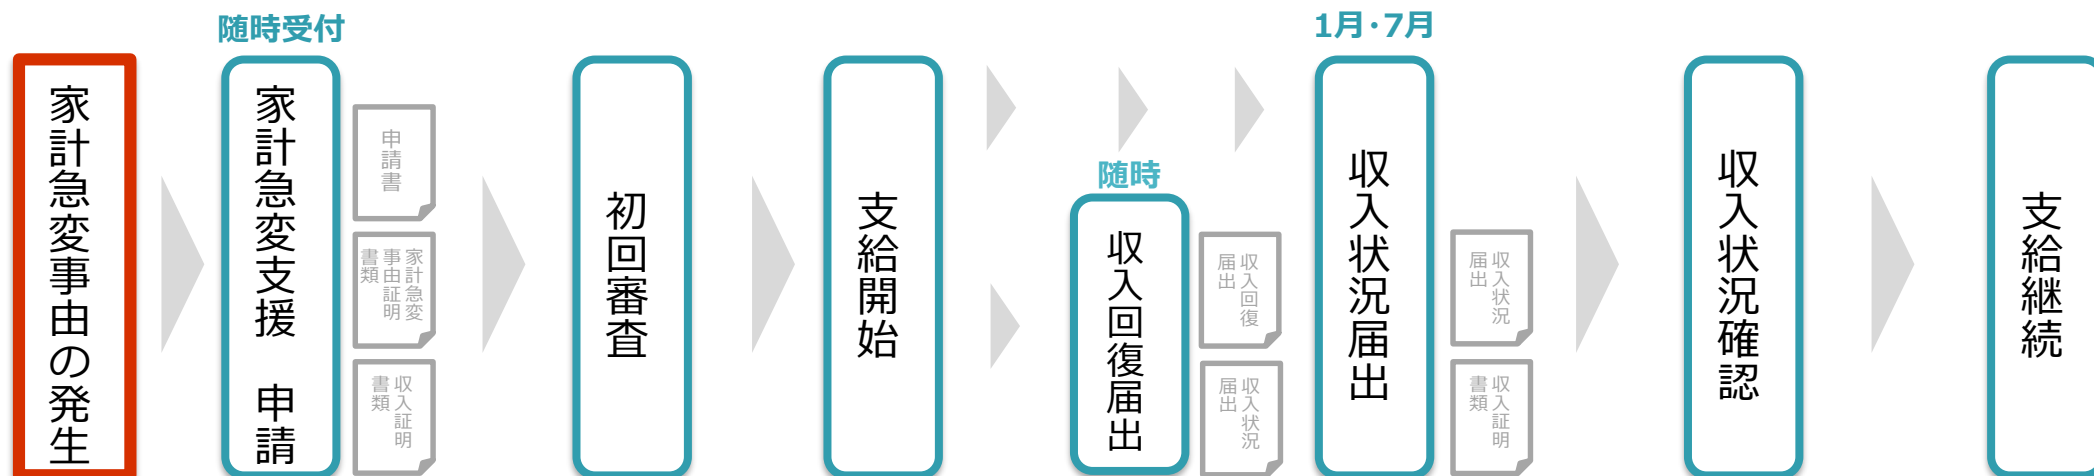 家計急変事由の発生
随時受付
家計急変支援 申請
申請書
家計急変
事由証明
書類
収入証明
書類
初回審査
支給開始
随時
収入回復届出
収入回復
届出
収入状況
届出
1月・7月
収入状況届出
収入状況
届出
収入証明
書類
収入状況確認
支給継続